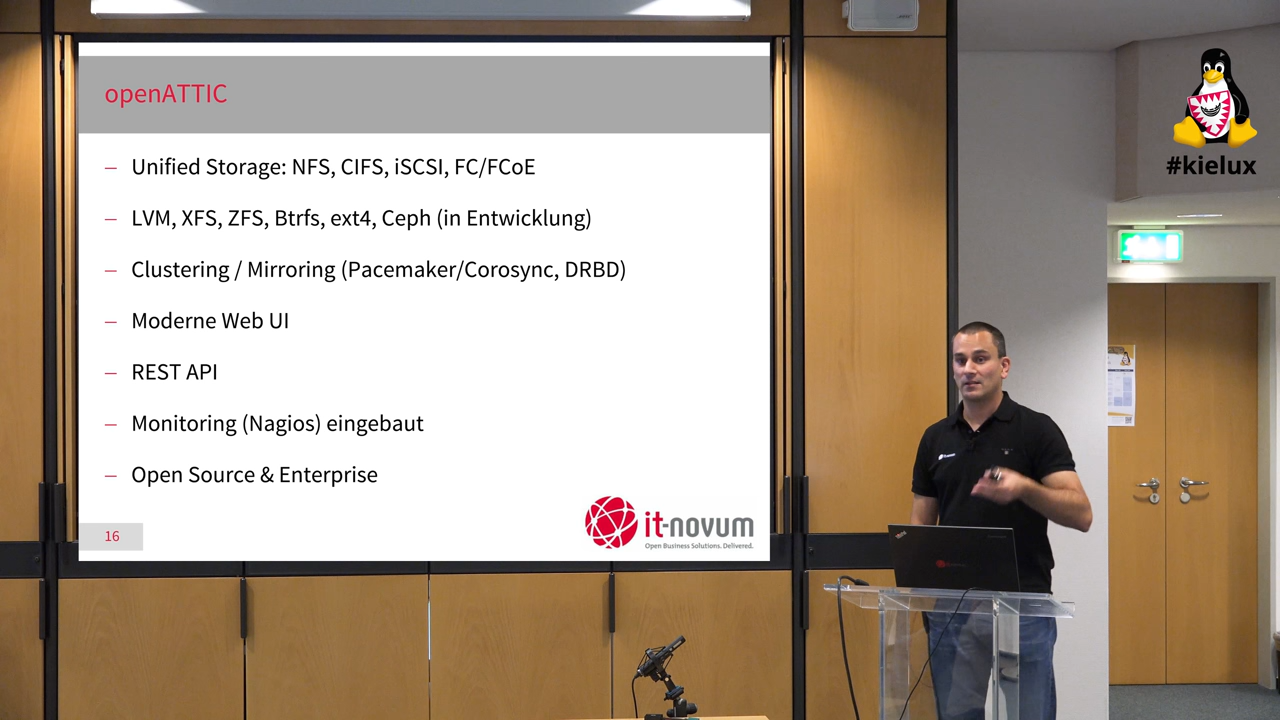 openATTIC
– Unified Storage: NFS, CIFS, iSCSI, FC/FCoE
– LVM, XFS, ZFS, Btrfs, ext4, Ceph (in Entwicklung)
– Clustering / Mirroring (Pacemaker/Corosync, DRBD)
– Moderne Web UI
– REST API
– Monitoring (Nagios) eingebaut
– Open Source & Enterprise
16
it-novum
Open Business Solutions. Delivered.
#kielux